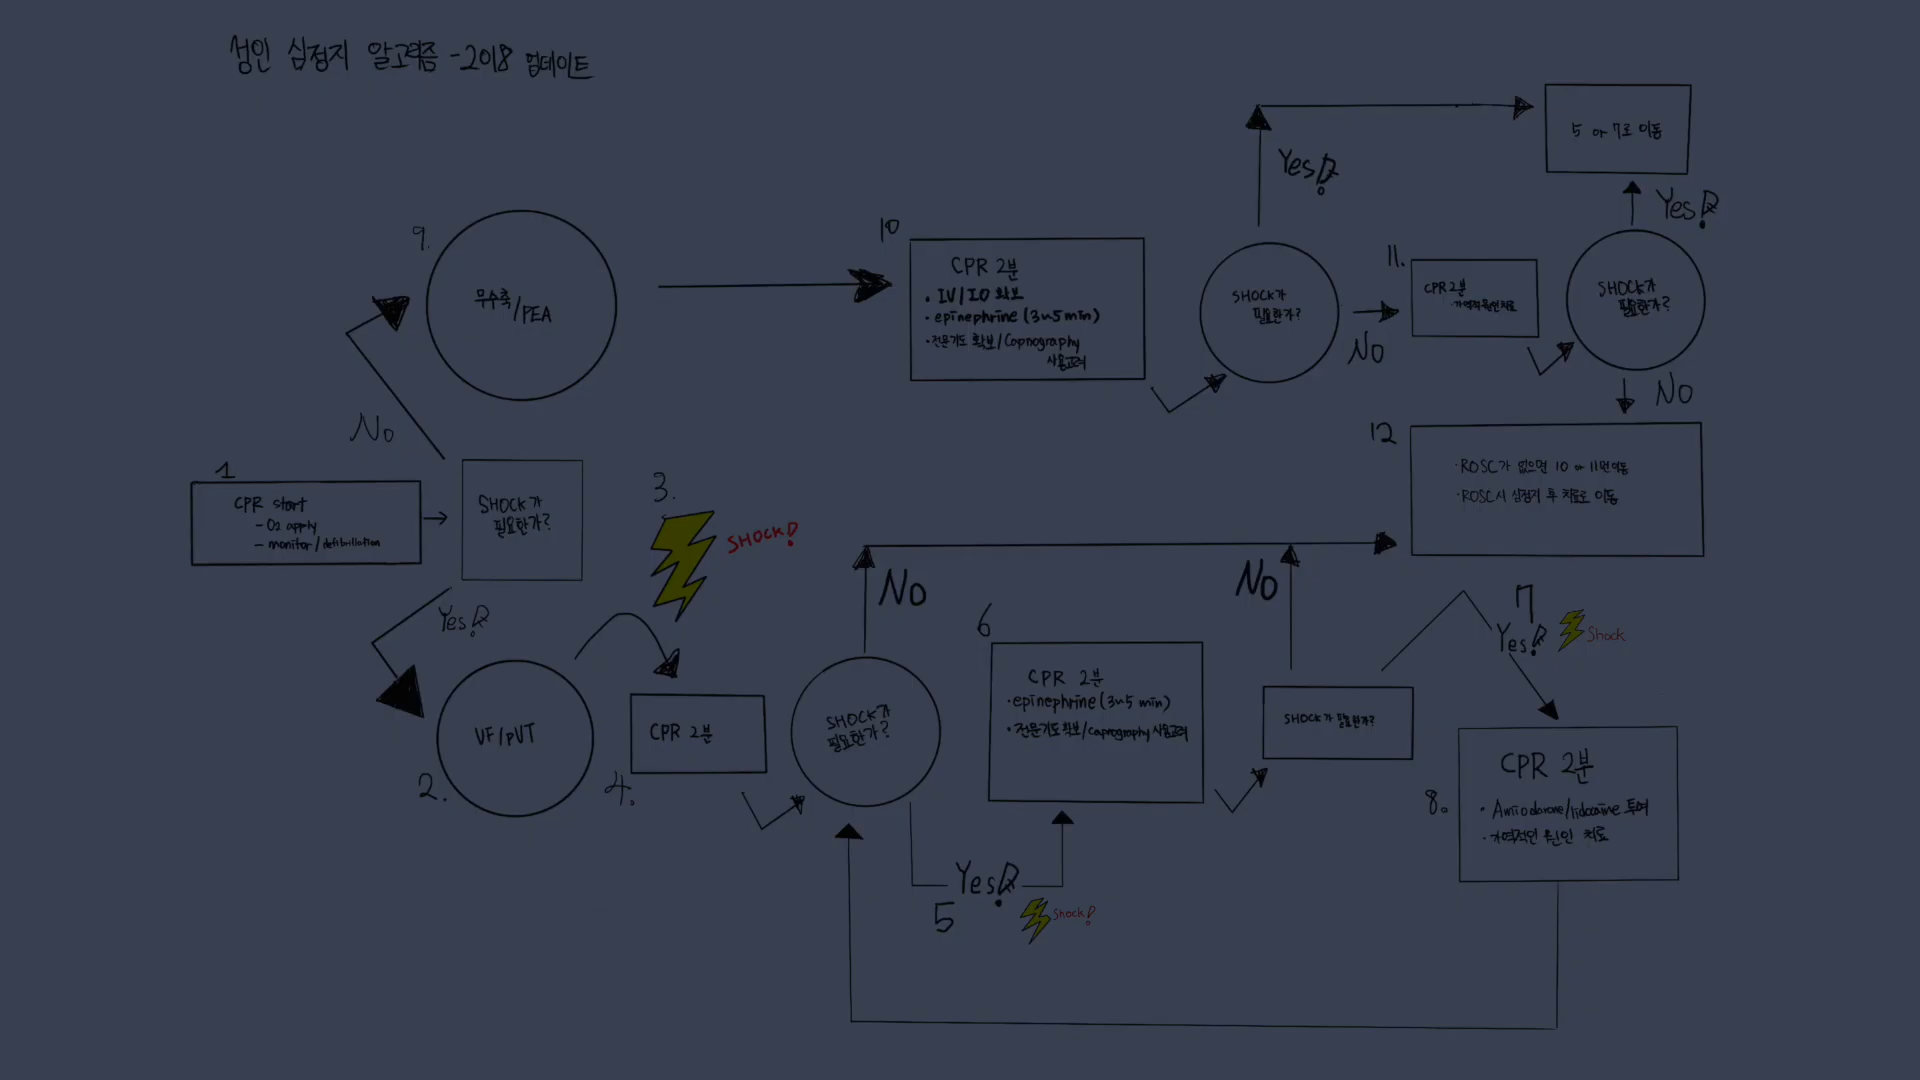 성인 심정지 알고리즘 - 2018 업데이트
5 or 7로 이동
Yes!
Yes!
9.
무수축/PEA
10
CPR 2분
• IV/IO 확보
• epinephrine (3~5 min)
• 전문기도 확보/Capnography
사용고려
SHOCK가
필요한가?
No
11.
CPR 2분
· 가역적 원인 치료
SHOCK가
필요한가?
No
No
12
· ROSC가 없으면 10 or 11번 이동
· ROSC시 심정지 후 치료로 이동
1
CPR start
- O2 apply
- monitor/defibrillation
SHOCK가
필요한가?
3.
SHOCK!
Yes!
No
No
7
Yes!
Shock
6
2.
VF/pVT
4.
CPR 2분
SHOCK가
필요한가?
CPR 2분
· epinephrine (3~5 min)
• 전문기도 확보/capnography 사용고려
SHOCK가 필요한가?
8.
CPR 2분
• Amiodarone/lidocaine 투여
· 가역적인 원인 치료
Yes!
5
Shock!